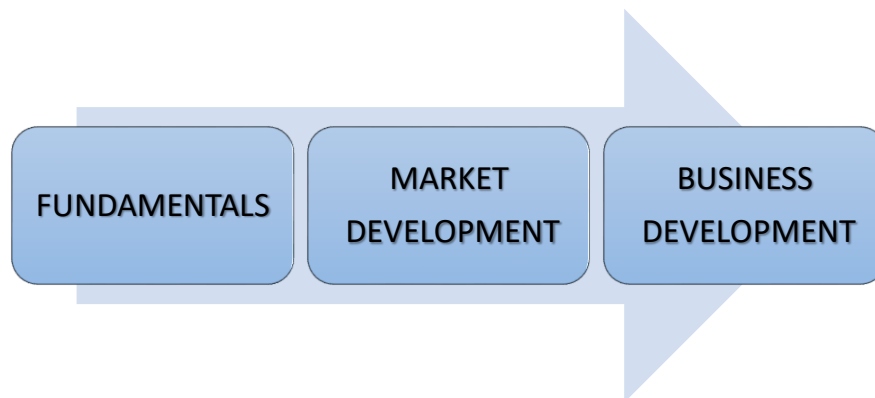 FUNDAMENTALS
MARKET
DEVELOPMENT
BUSINESS
DEVELOPMENT